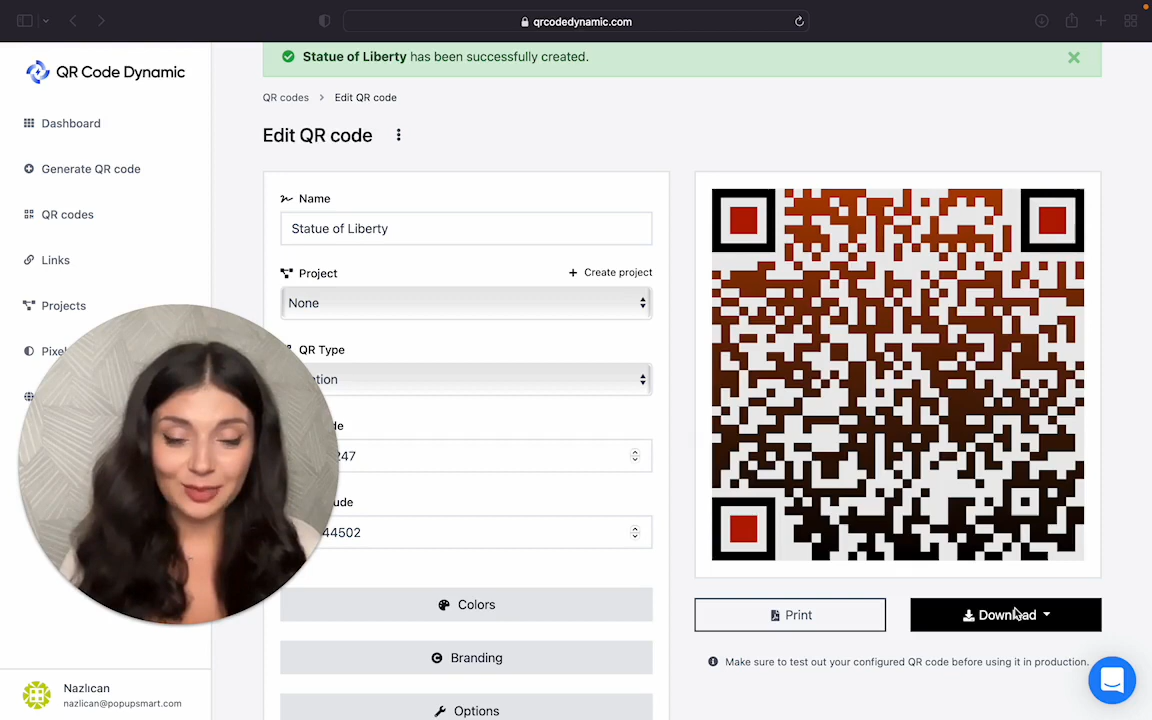 qrcodedynamic.com
QR Code Dynamic
Statue of Liberty has been successfully created.
QR codes > Edit QR code
Edit QR code
Dashboard
Generate QR code
QR codes
Links
Projects
Name
Statue of Liberty
Project
+ Create project
None
QR Type
247
44502
Colors
Branding
Options
Print
Download
Make sure to test out your configured QR code before using it in production.
Nazlıcan
nazlican@popupsmart.com